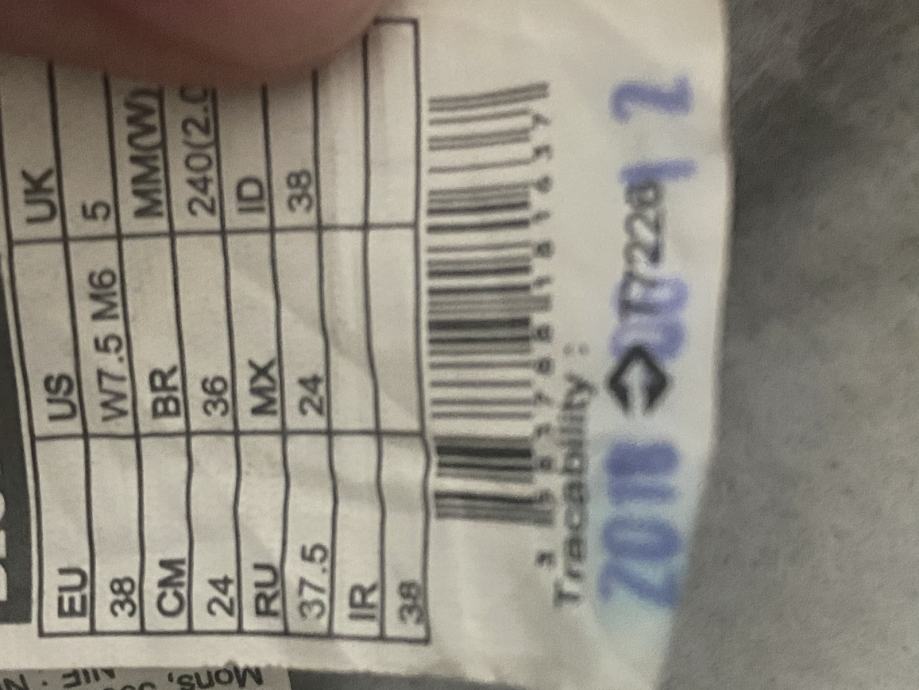 EU US UK
38 W7.5 M6 5
CM BR MM(W)
24 36 240(2.0
RU MX ID
37.5 24 38
IR
38
Tracability :
2018